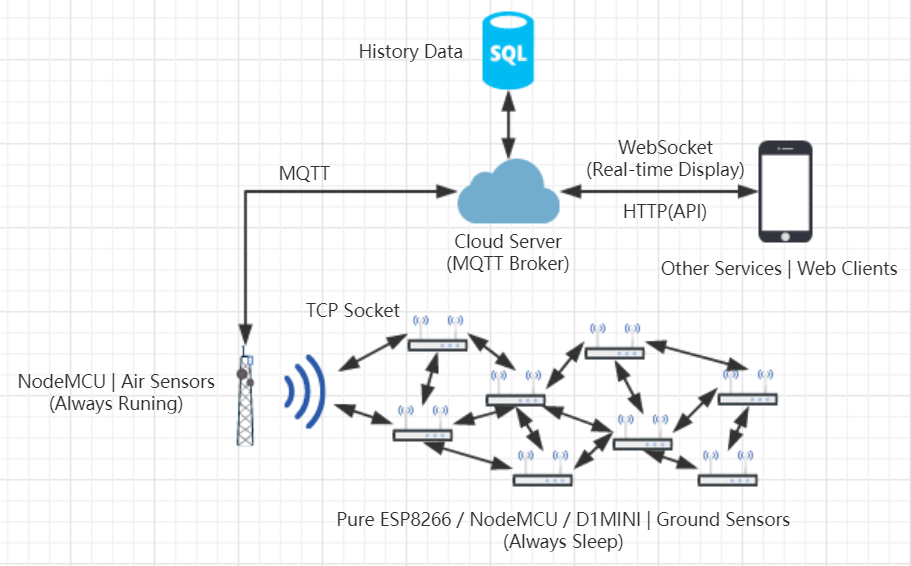 History Data
SQL
MQTT
WebSocket
(Real-time Display)
HTTP(API)
Cloud Server
(MQTT Broker)
Other Services | Web Clients
TCP Socket
NodeMCU | Air Sensors
(Always Runing)
Pure ESP8266 / NodeMCU / D1MINI | Ground Sensors
(Always Sleep)